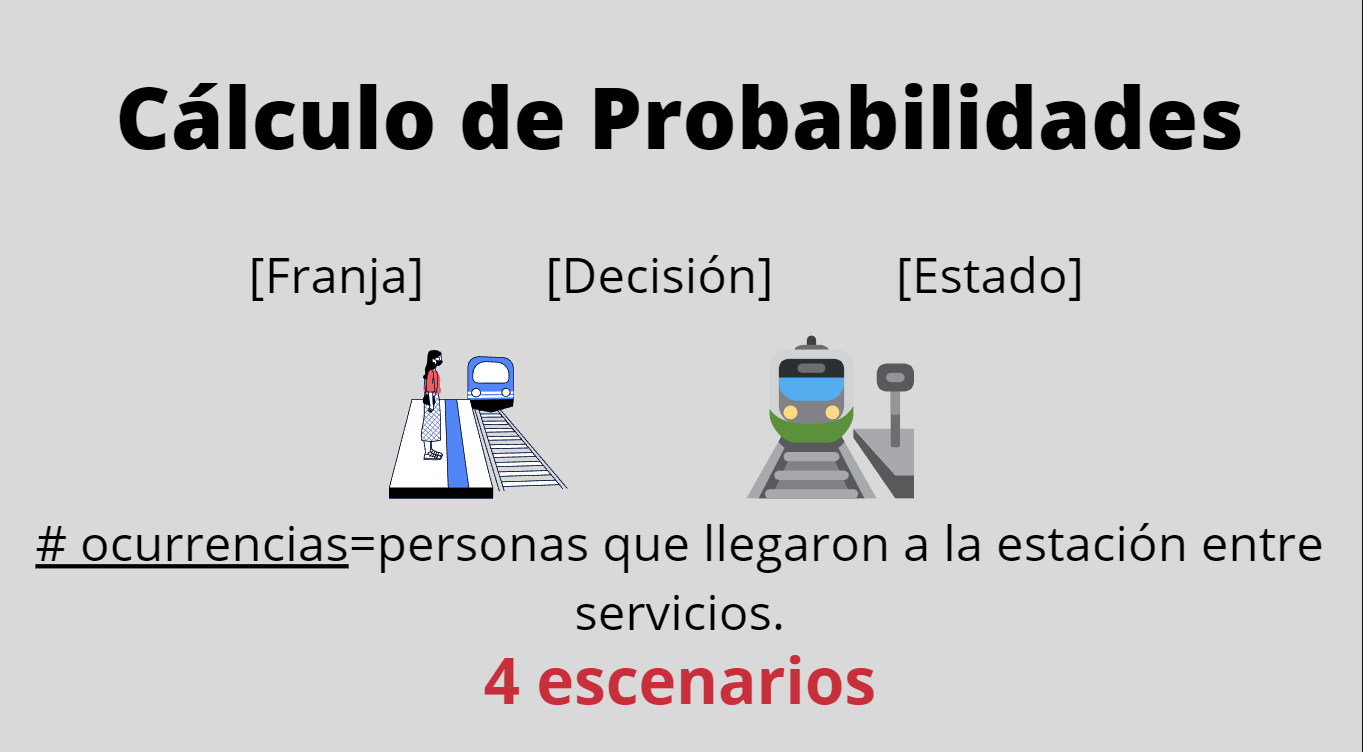 Cálculo de Probabilidades
[Franja] [Decisión] [Estado]
# ocurrencias=personas que llegaron a la estación entre
servicios.
4 escenarios